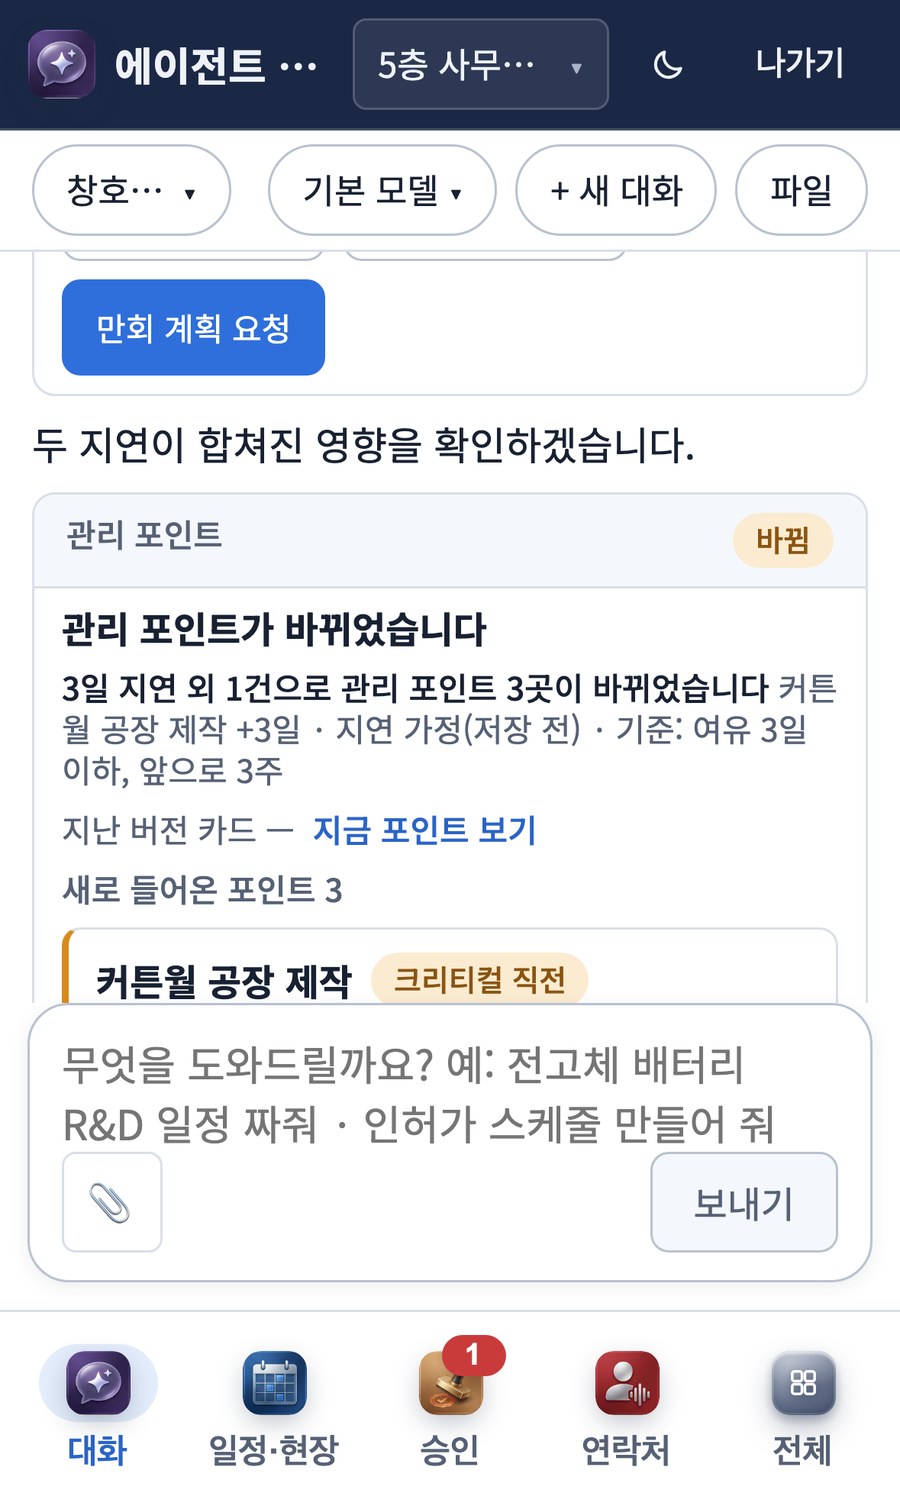 에이전트 ···
5층 사무··· ▾
나가기
창호··· ▾
기본 모델 ▾
+ 새 대화
파일
만회 계획 요청
두 지연이 합쳐진 영향을 확인하겠습니다.
관리 포인트
바뀜
관리 포인트가 바뀌었습니다
3일 지연 외 1건으로 관리 포인트 3곳이 바뀌었습니다 커튼
월 공장 제작 +3일 · 지연 가정(저장 전) · 기준: 여유 3일
이하, 앞으로 3주
지난 버전 카드 — 지금 포인트 보기
새로 들어온 포인트 3
커튼월 공장 제작
크리티컬 직전
무엇을 도와드릴까요? 예: 전고체 배터리
R&D 일정 짜줘 · 인허가 스케줄 만들어 줘
보내기
1
대화
일정·현장
승인
연락처
전체